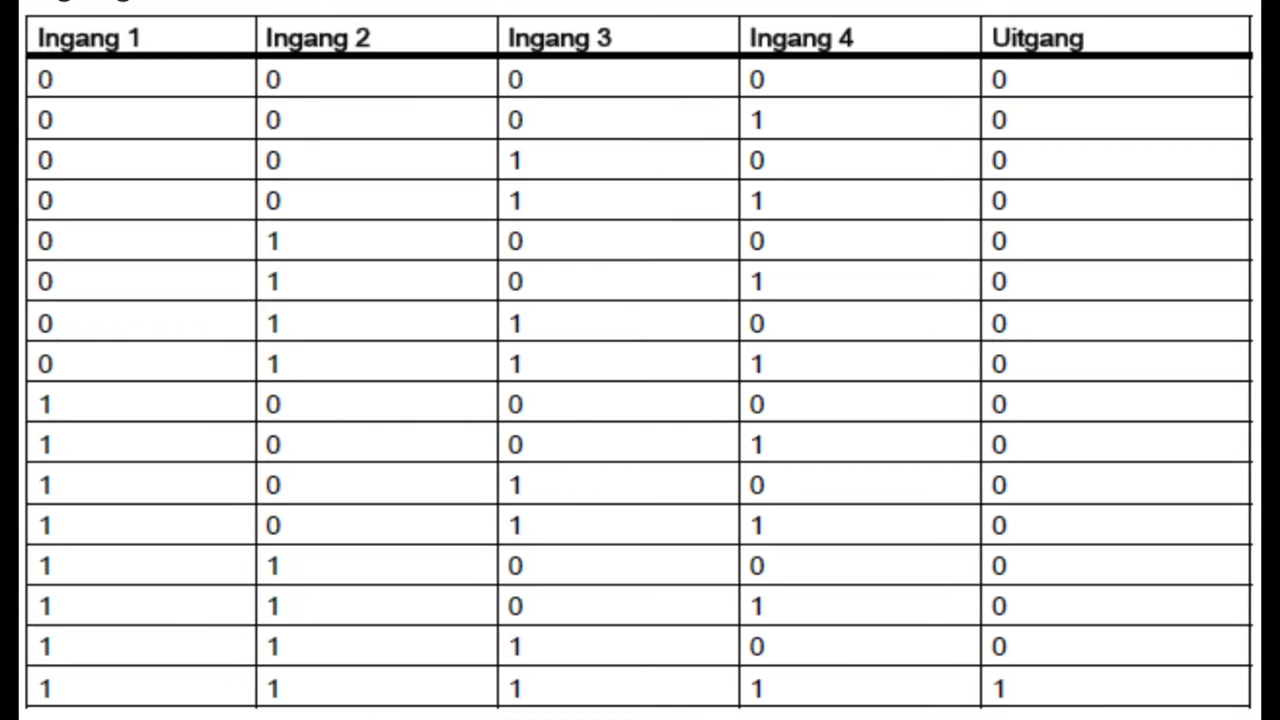 Ingang 1 Ingang 2 Ingang 3 Ingang 4 Uitgang
0 0 0 0 0
0 0 0 1 0
0 0 1 0 0
0 0 1 1 0
0 1 0 0 0
0 1 0 1 0
0 1 1 0 0
0 1 1 1 0
1 0 0 0 0
1 0 0 1 0
1 0 1 0 0
1 0 1 1 0
1 1 0 0 0
1 1 0 1 0
1 1 1 0 0
1 1 1 1 1